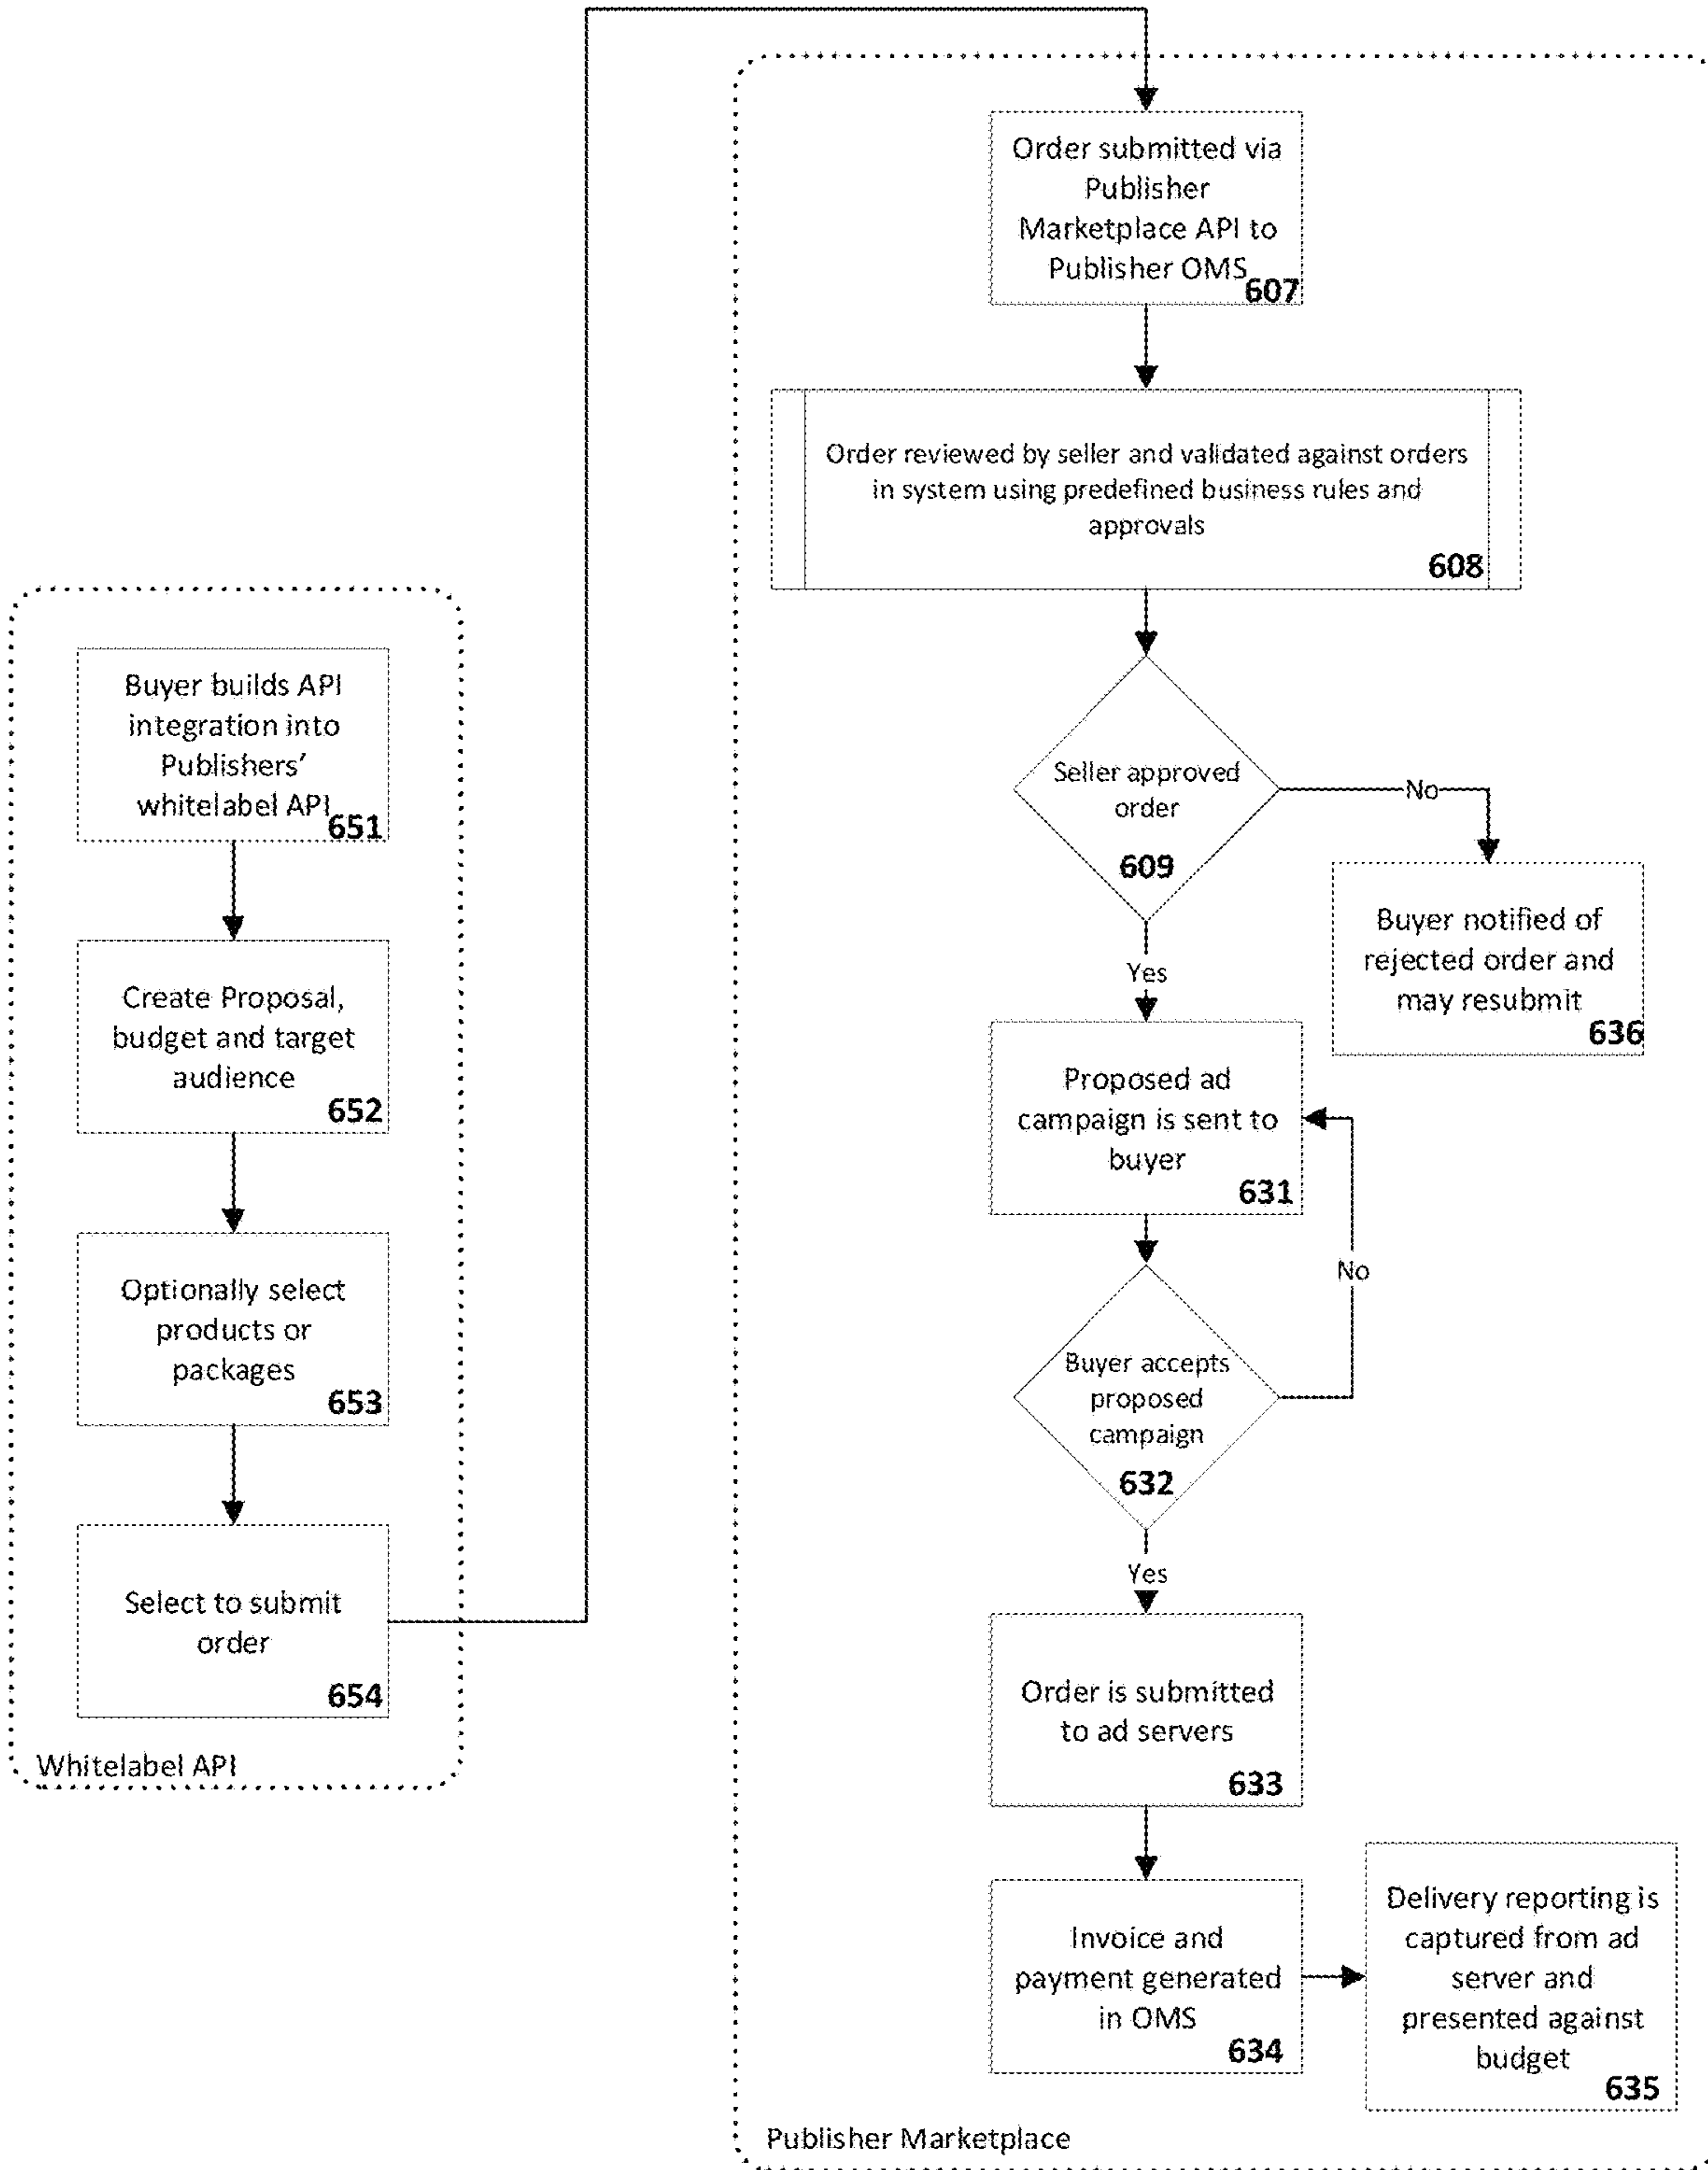 Buyer builds API
integration into
Publishers'
whitelabel API
651
Create Proposal,
budget and target
audience
652
Optionally select
products or
packages
653
Select to submit
order
654
Whitelabel API
Order submitted via
Publisher
Marketplace API to
Publisher OMS
607
Order reviewed by seller and validated against orders
in system using predefined business rules and
approvals
608
Seller approved
order
609
No
Buyer notified of
rejected order and
may resubmit
636
Yes
Proposed ad
campaign is sent to
buyer
631
No
Buyer accepts
proposed
campaign
632
Yes
Order is submitted
to ad servers
633
Invoice and
payment generated
in OMS
634
Delivery reporting is
captured from ad
server and
presented against
budget
635
Publisher Marketplace